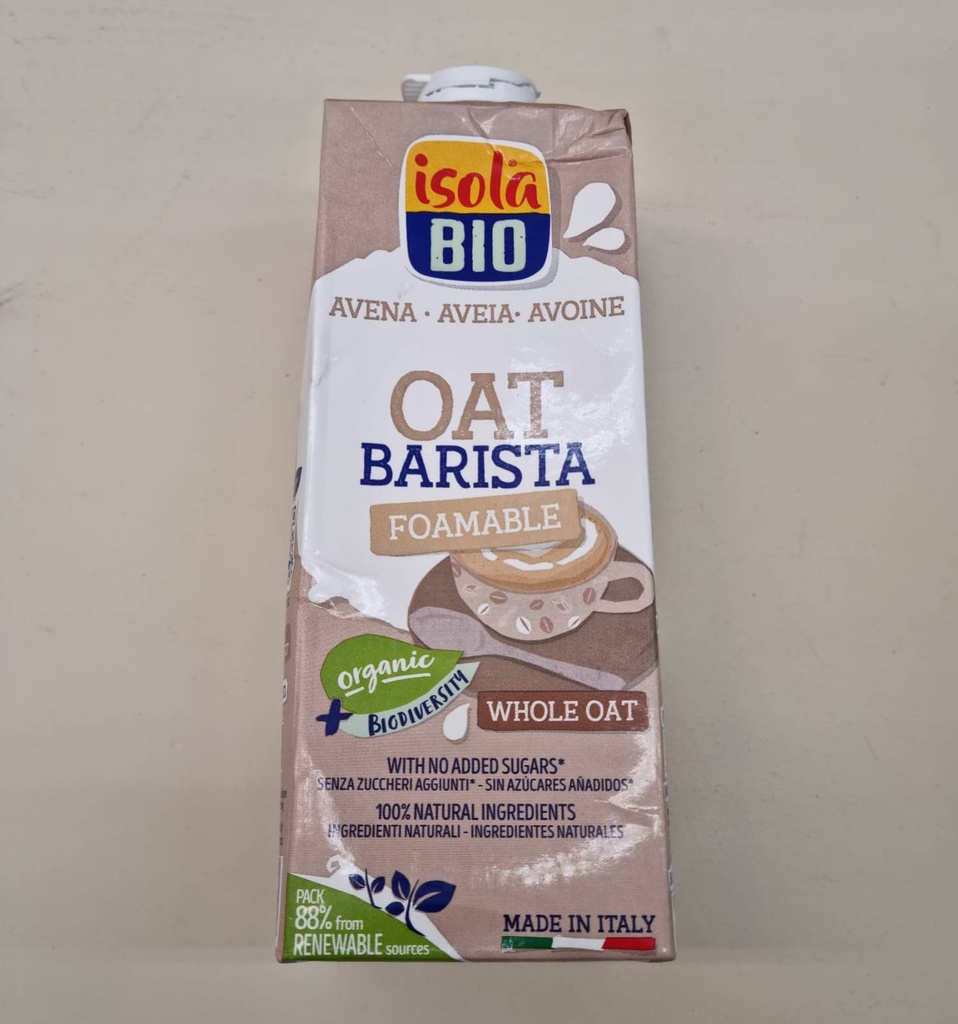 isola®
BIO
AVENA · AVEIA· AVOINE
OAT
BARISTA
FOAMABLE
organic
+ BIODIVERSITY
WHOLE OAT
WITH NO ADDED SUGARS*
SENZA ZUCCHERI AGGIUNTI* - SIN AZÚCARES AÑADIDOS*
100% NATURAL INGREDIENTS
INGREDIENTI NATURALI - INGREDIENTES NATURALES
PACK
88% from
RENEWABLE sources
MADE IN ITALY